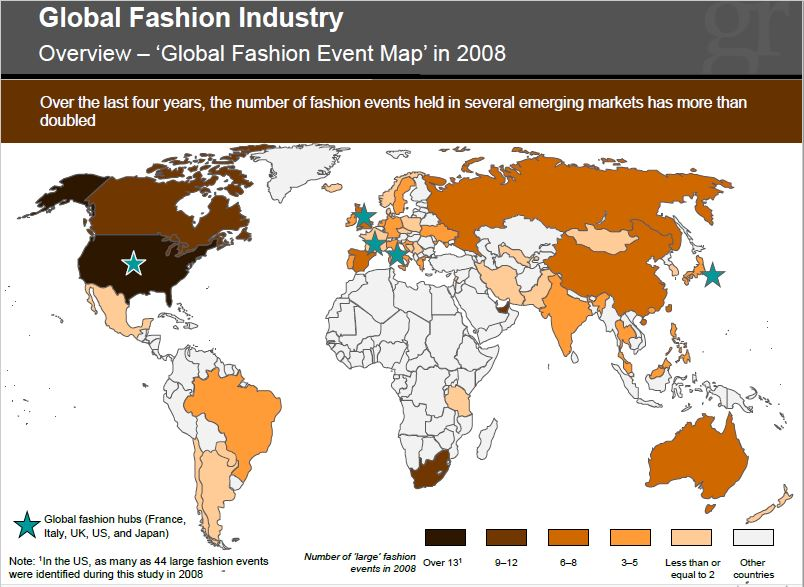 gr
Global Fashion Industry
Overview – ‘Global Fashion Event Map’ in 2008
Over the last four years, the number of fashion events held in several emerging markets has more than
doubled
Global fashion hubs (France,
Italy, UK, US, and Japan)
Note: ¹In the US, as many as 44 large fashion events
were identified during this study in 2008
Number of ‘large’ fashion
events in 2008
Over 13¹
9–12
6–8
3–5
Less than or
equal to 2
Other
countries